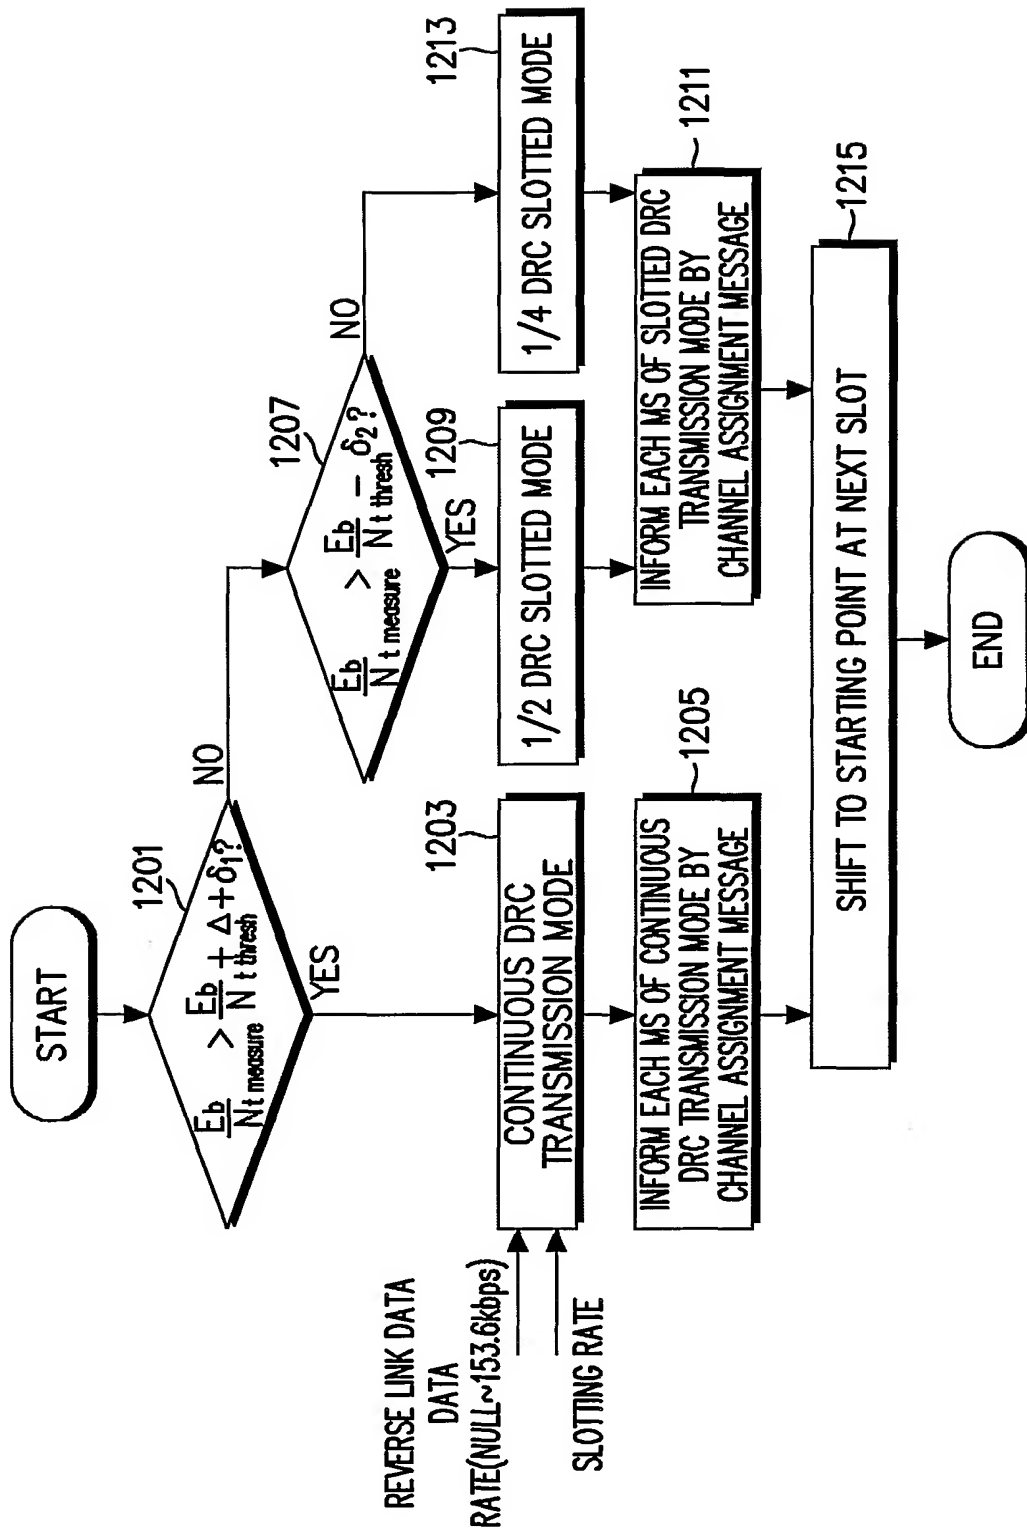 START
1201
Eb/Nt measure > Eb/Nt thresh + Δ + δ1?
NO
YES
1207
Eb/Nt measure > Eb/Nt thresh − δ2?
NO
YES
REVERSE LINK DATA
DATA
RATE(NULL~153.6kbps)
SLOTTING RATE
1203
CONTINUOUS DRC
TRANSMISSION MODE
1209
1/2 DRC SLOTTED MODE
1213
1/4 DRC SLOTTED MODE
1205
INFORM EACH MS OF CONTINUOUS
DRC TRANSMISSION MODE BY
CHANNEL ASSIGNMENT MESSAGE
1211
INFORM EACH MS OF SLOTTED DRC
TRANSMISSION MODE BY
CHANNEL ASSIGNMENT MESSAGE
1215
SHIFT TO STARTING POINT AT NEXT SLOT
END